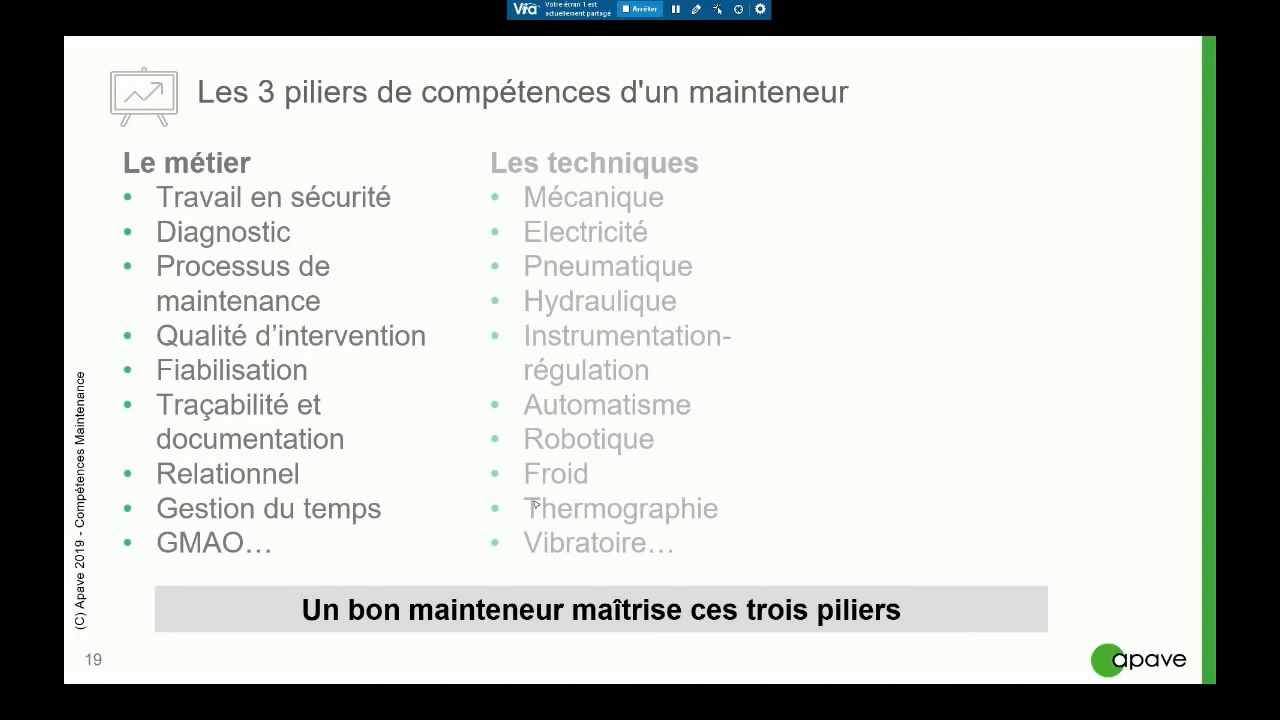 Vfa
Votre écran 1 est
actuellement partagé
Arrêter
Les 3 piliers de compétences d'un mainteneur
Le métier
• Travail en sécurité
• Diagnostic
• Processus de
maintenance
• Qualité d’intervention
• Fiabilisation
• Traçabilité et
documentation
• Relationnel
• Gestion du temps
• GMAO…
Les techniques
• Mécanique
• Electricité
• Pneumatique
• Hydraulique
• Instrumentation-
régulation
• Automatisme
• Robotique
• Froid
• Thermographie
• Vibratoire…
Un bon mainteneur maîtrise ces trois piliers
(C) Apave 2019 - Compétences Maintenance
19
apave